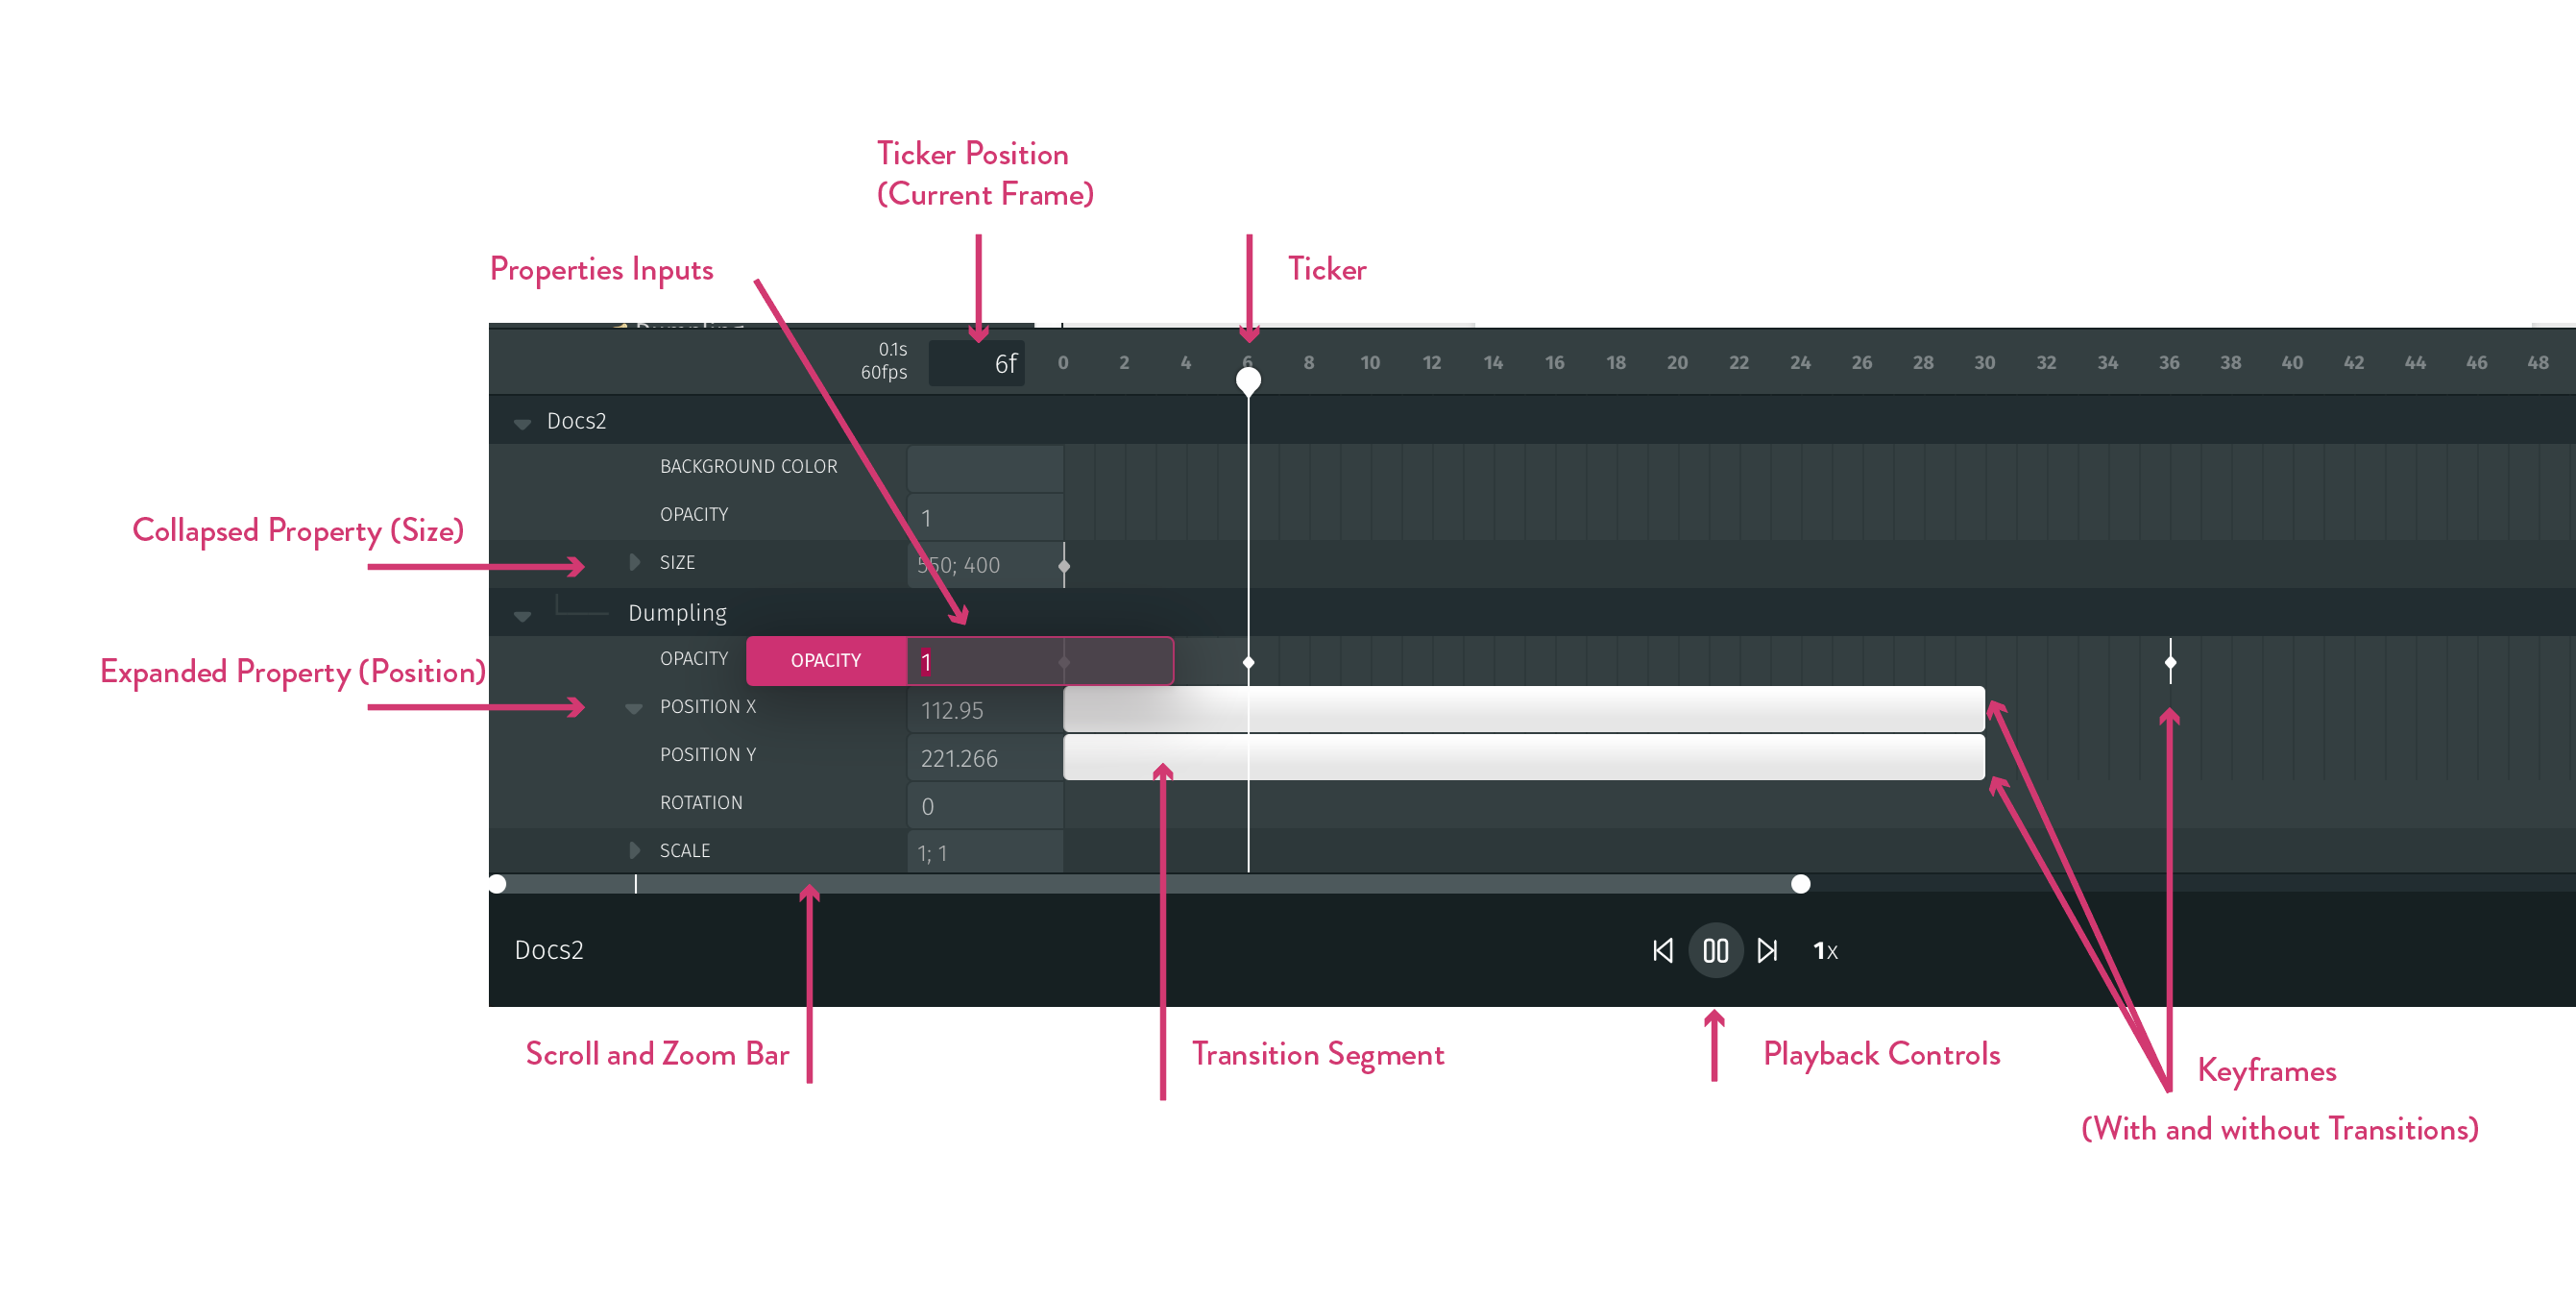 Ticker Position
(Current Frame)
Properties Inputs
Ticker
Dumpling
0.1s
60fps
6f
0 2 4 6 8 10 12 14 16 18 20 22 24 26 28 30 32 34 36 38 40 42 44 46 48
Docs2
BACKGROUND COLOR
OPACITY 1
Collapsed Property (Size)
SIZE 550; 400
Dumpling
Expanded Property (Position)
OPACITY OPACITY 1
POSITION X 112.95
POSITION Y 221.266
ROTATION 0
SCALE 1; 1
Docs2
1x
Scroll and Zoom Bar
Transition Segment
Playback Controls
Keyframes
(With and without Transitions)